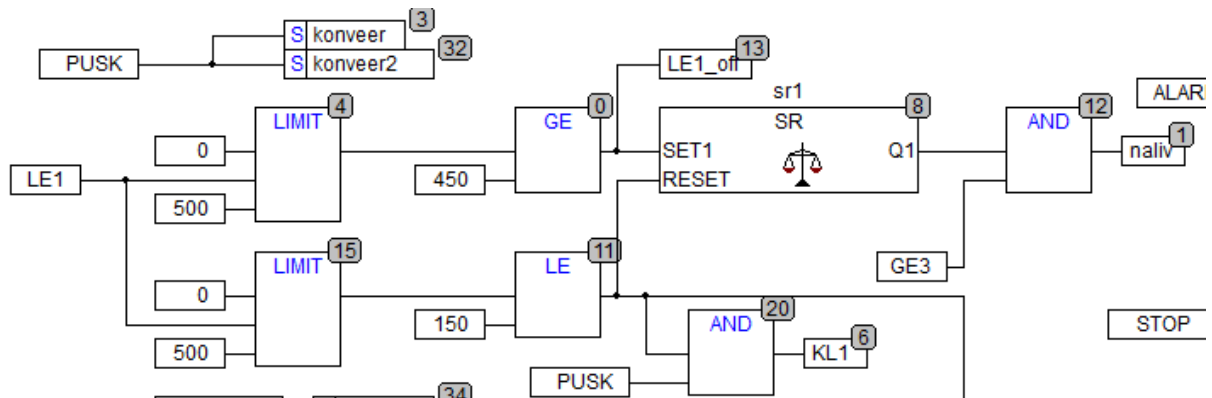 3
S konveer
32
PUSK
S konveer2
13
LE1_off
sr1
4
0
8
12
ALAR
LIMIT
GE
SR
AND
1
0
SET1
Q1
naliv
LE1
450
RESET
500
15
11
LIMIT
LE
GE3
0
20
150
AND
STOP
6
500
KL1
PUSK
34